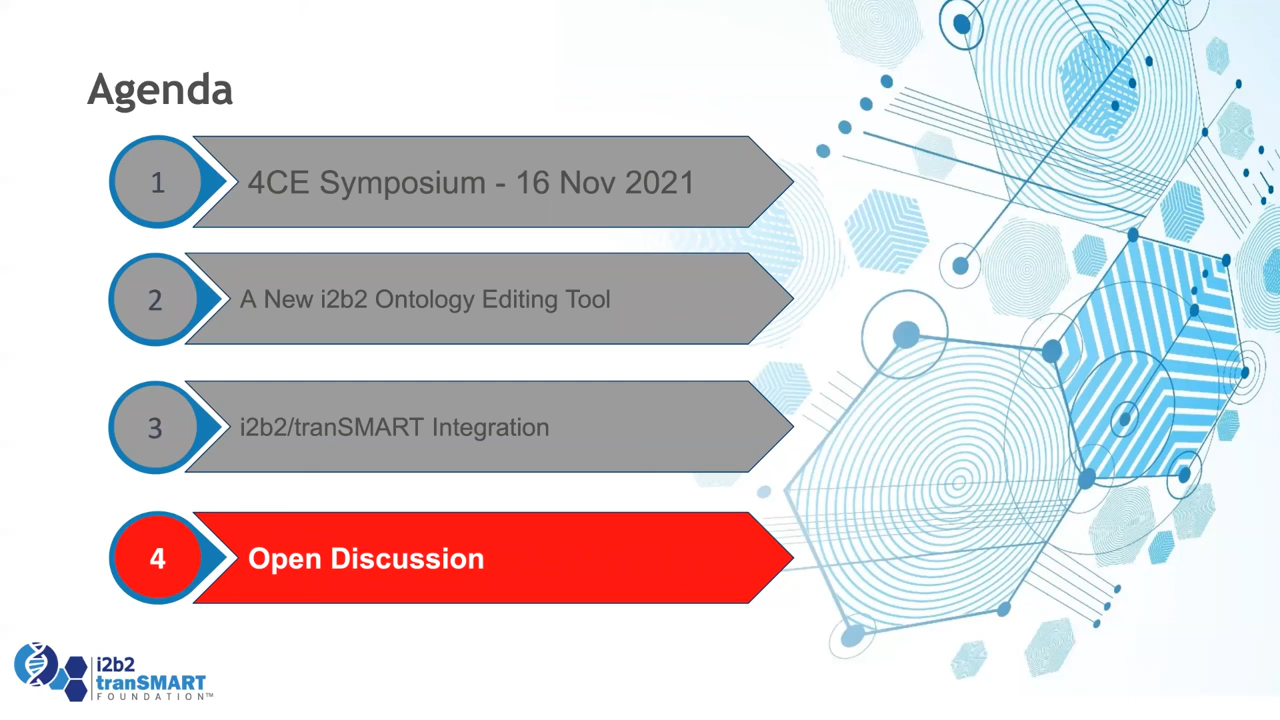 Agenda
1
4CE Symposium - 16 Nov 2021
2
A New i2b2 Ontology Editing Tool
3
i2b2/tranSMART Integration
4
Open Discussion
i2b2
tranSMART
FOUNDATION™